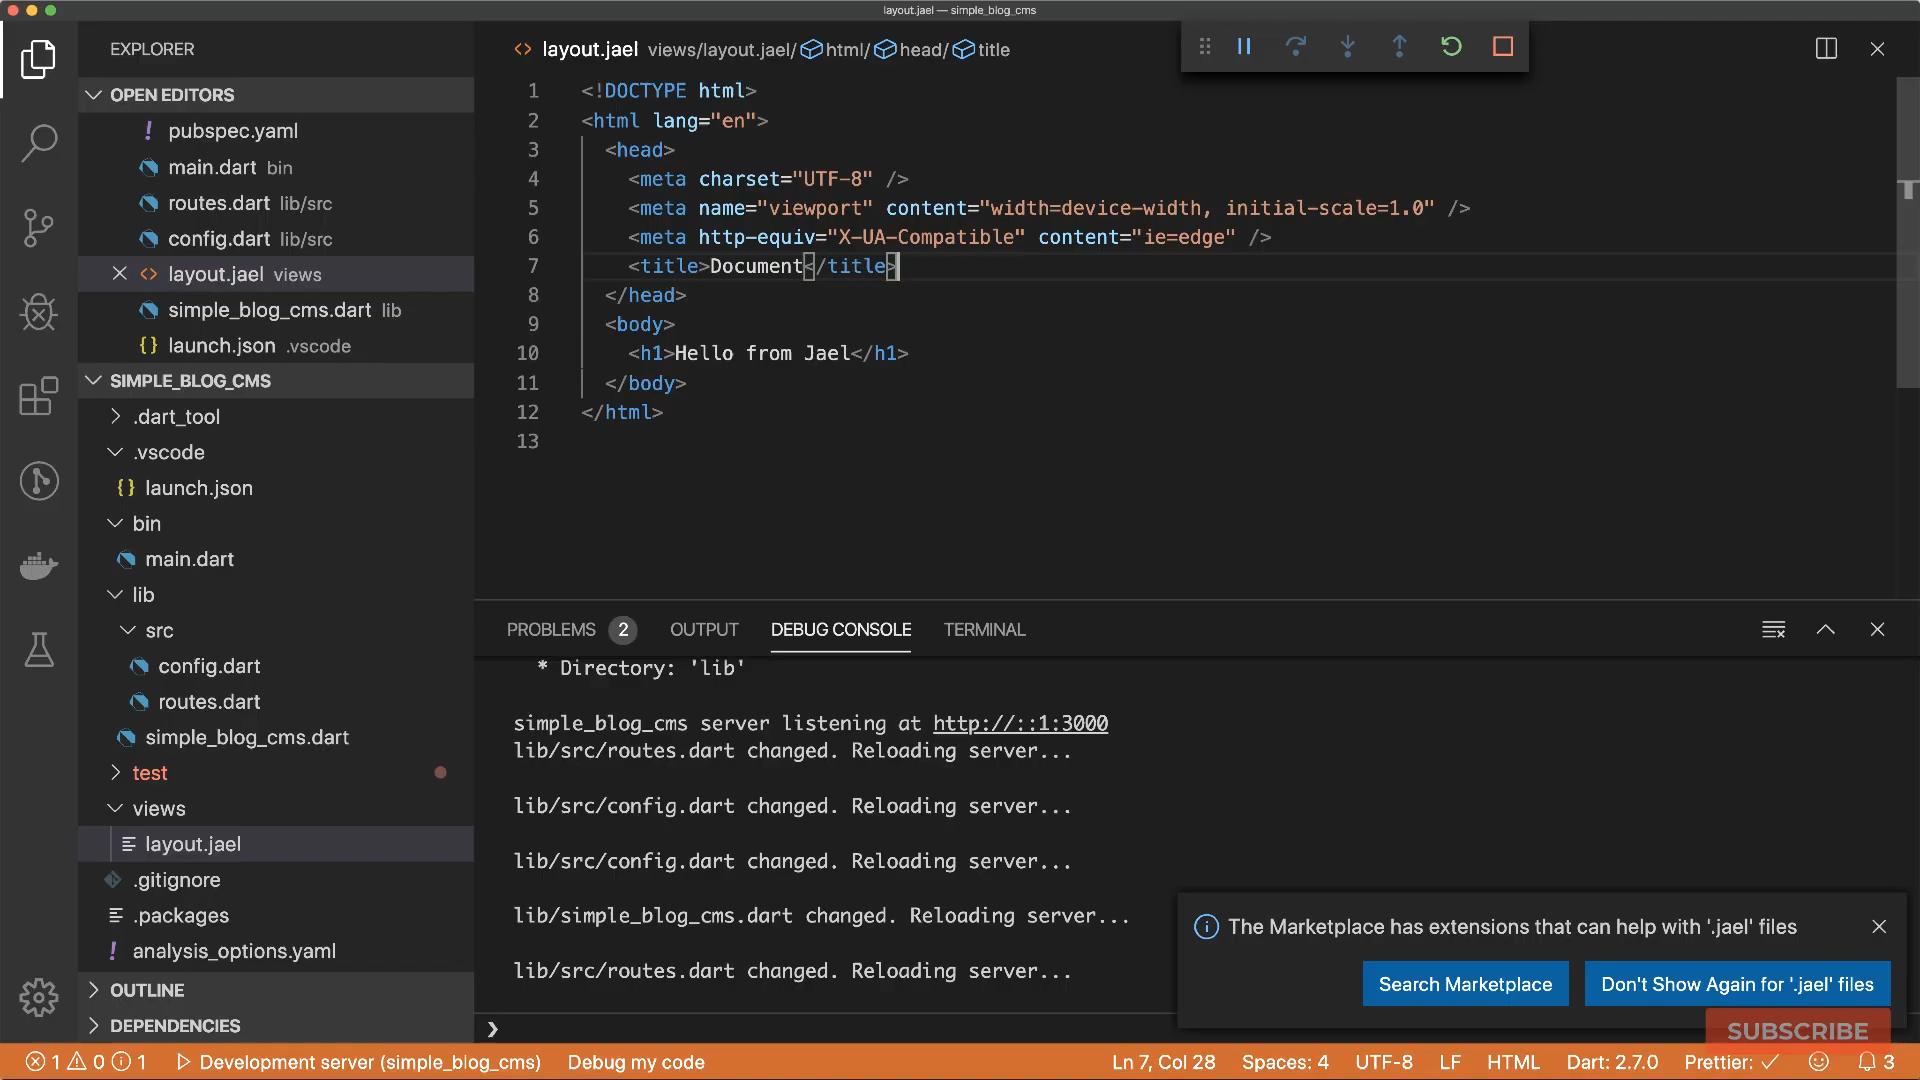 layout.jael — simple_blog_cms
EXPLORER
OPEN EDITORS
pubspec.yaml
main.dart bin
routes.dart lib/src
config.dart lib/src
layout.jael views
simple_blog_cms.dart lib
launch.json .vscode
SIMPLE_BLOG_CMS
.dart_tool
.vscode
launch.json
bin
main.dart
lib
src
config.dart
routes.dart
simple_blog_cms.dart
test
views
layout.jael
.gitignore
.packages
analysis_options.yaml
OUTLINE
DEPENDENCIES
layout.jael views/layout.jael/html/head/title
1 <!DOCTYPE html>
2 <html lang="en">
3 <head>
4 <meta charset="UTF-8" />
5 <meta name="viewport" content="width=device-width, initial-scale=1.0" />
6 <meta http-equiv="X-UA-Compatible" content="ie=edge" />
7 <title>Document</title>
8 </head>
9 <body>
10 <h1>Hello from Jael</h1>
11 </body>
12 </html>
13
PROBLEMS 2 OUTPUT DEBUG CONSOLE TERMINAL
* Directory: 'lib'
simple_blog_cms server listening at http://::1:3000
lib/src/routes.dart changed. Reloading server...
lib/src/config.dart changed. Reloading server...
lib/src/config.dart changed. Reloading server...
lib/simple_blog_cms.dart changed. Reloading server...
lib/src/routes.dart changed. Reloading server...
The Marketplace has extensions that can help with '.jael' files
Search Marketplace
Don't Show Again for '.jael' files
SUBSCRIBE
1 0 1 Development server (simple_blog_cms) Debug my code Ln 7, Col 28 Spaces: 4 UTF-8 LF HTML Dart: 2.7.0 Prettier: ✓ 3